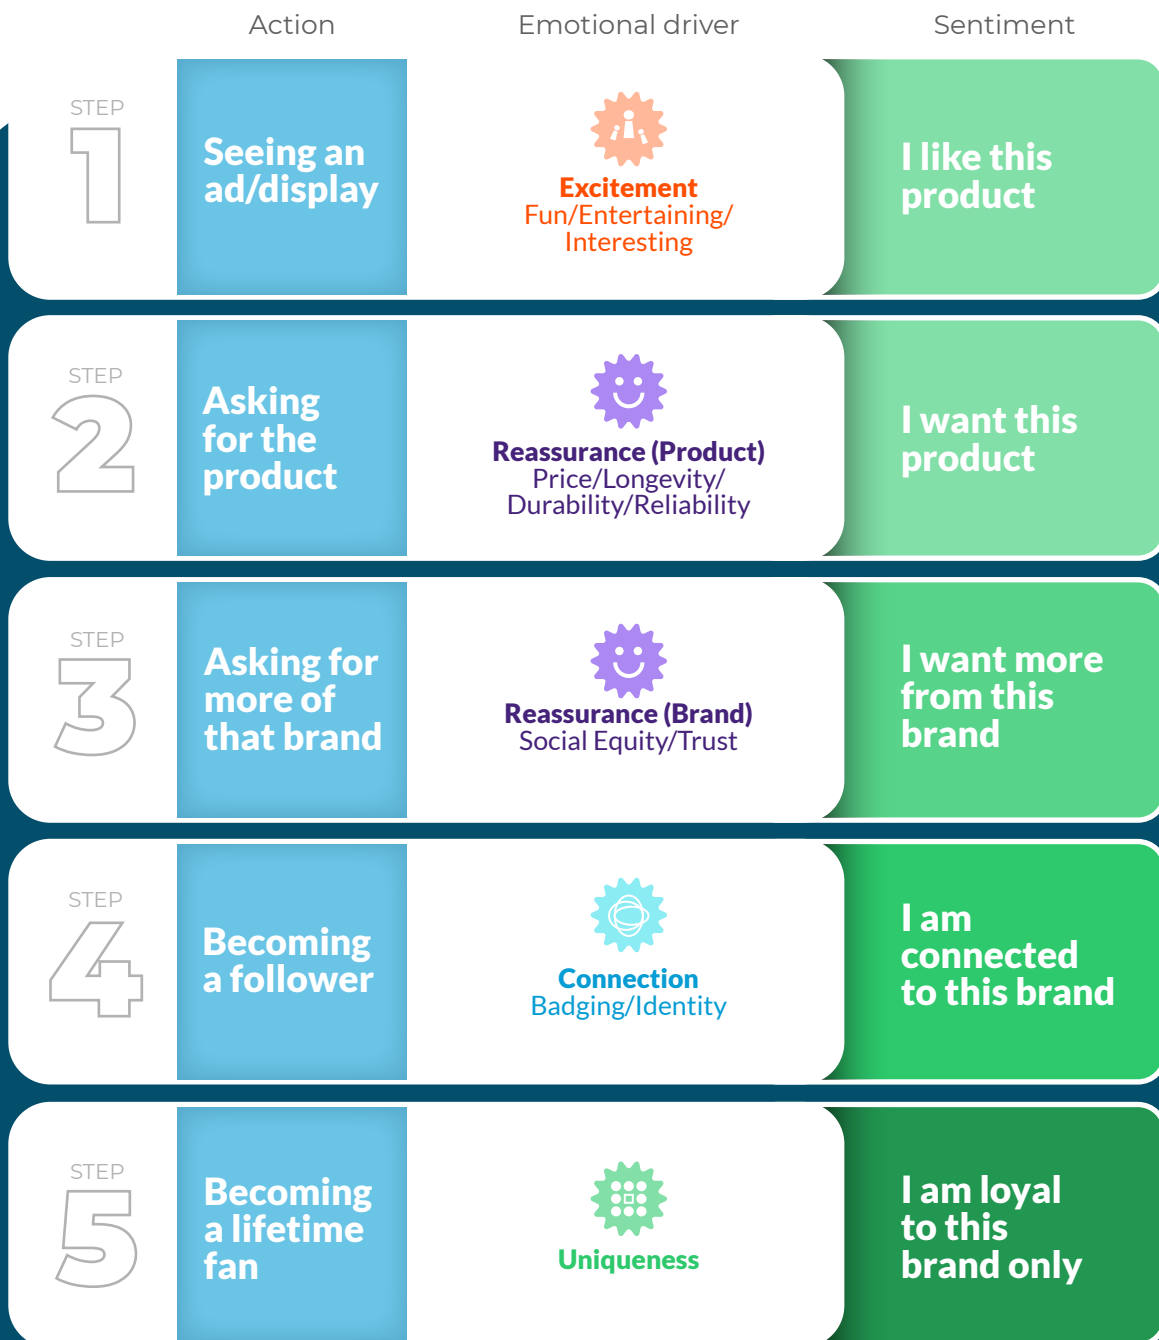 Action
Emotional driver
Sentiment
STEP
1
Seeing an
ad/display
Excitement
Fun/Entertaining/
Interesting
I like this
product
STEP
2
Asking
for the
product
Reassurance (Product)
Price/Longevity/
Durability/Reliability
I want this
product
STEP
3
Asking for
more of
that brand
Reassurance (Brand)
Social Equity/Trust
I want more
from this
brand
STEP
4
Becoming
a follower
Connection
Badging/Identity
I am
connected
to this brand
STEP
5
Becoming
a lifetime
fan
Uniqueness
I am loyal
to this
brand only